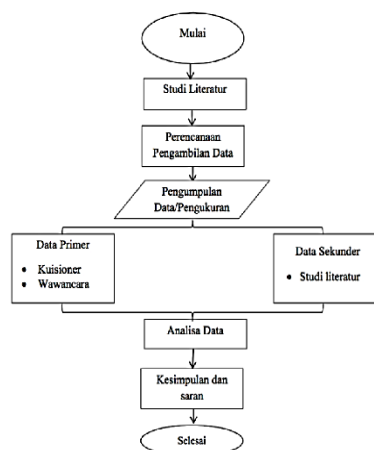 Mulai
Studi Literatur
Perencanaan
Pengambilan Data
Pengumpulan
Data/Pengukuran
Data Primer
• Kuisioner
• Wawancara
Data Sekunder
• Studi literatur
Analisa Data
Kesimpulan dan
saran
Selesai